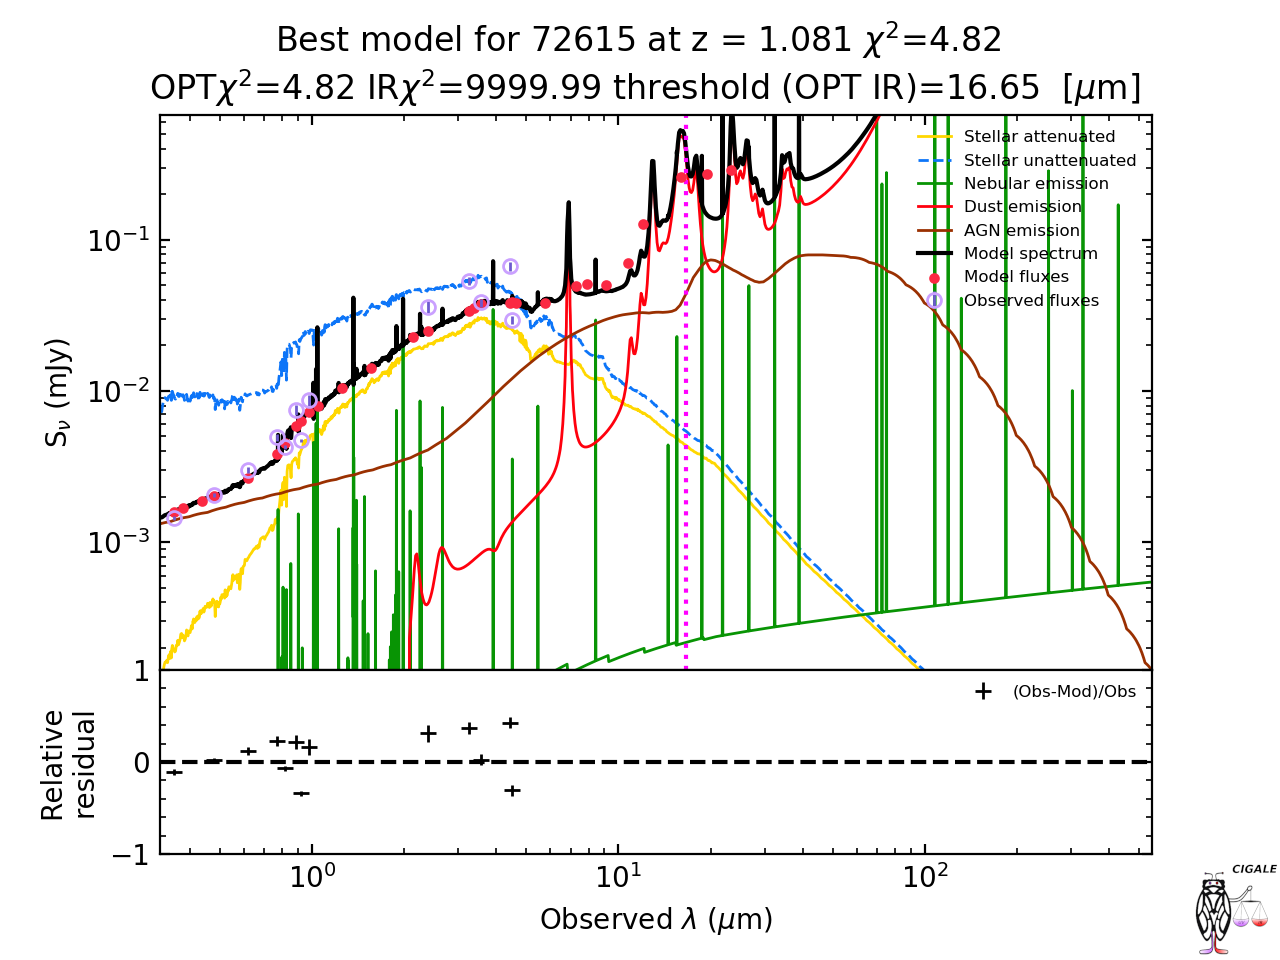 Best model for 72615 at z = 1.081 χ²=4.82
OPTχ²=4.82 IRχ²=9999.99 threshold (OPT IR)=16.65 [μm]
Stellar attenuated
Stellar unattenuated
Nebular emission
Dust emission
AGN emission
Model spectrum
Model fluxes
Observed fluxes
S_ν (mJy)
10⁻¹
10⁻²
10⁻³
1
0
−1
Relative
residual
(Obs-Mod)/Obs
10⁰
10¹
10²
Observed λ (μm)
CIGALE